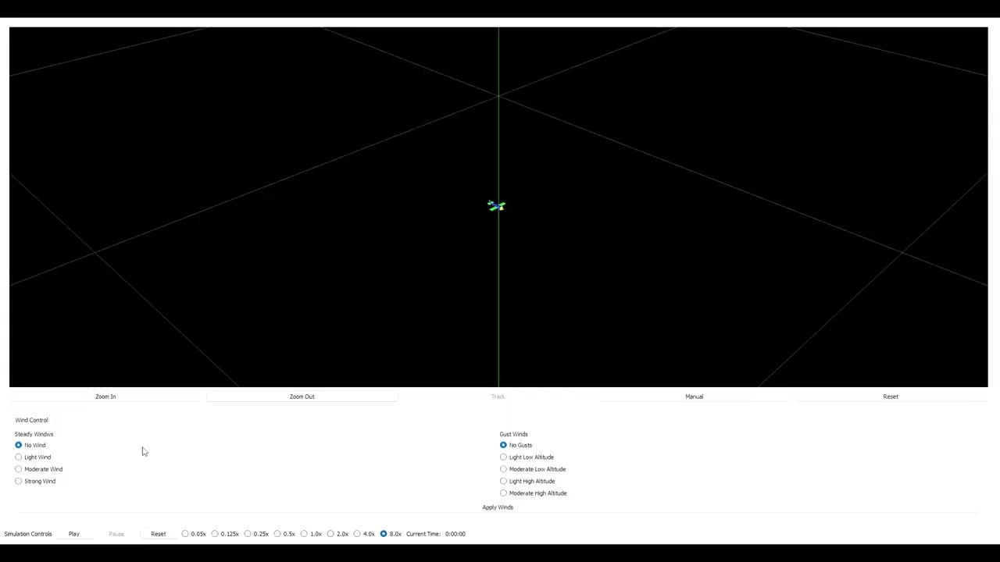 Zoom In Zoom Out Track Manual Reset
Wind Control
Steady Windws Gust Winds
No Wind No Gusts
Light Wind Light Low Altitude
Moderate Wind Moderate Low Altitude
Strong Wind Light High Altitude
Moderate High Altitude
Apply Winds
Simulation Controls Play Pause Reset 0.05x 0.125x 0.25x 0.5x 1.0x 2.0x 4.0x 8.0x Current Time: 0:00:00